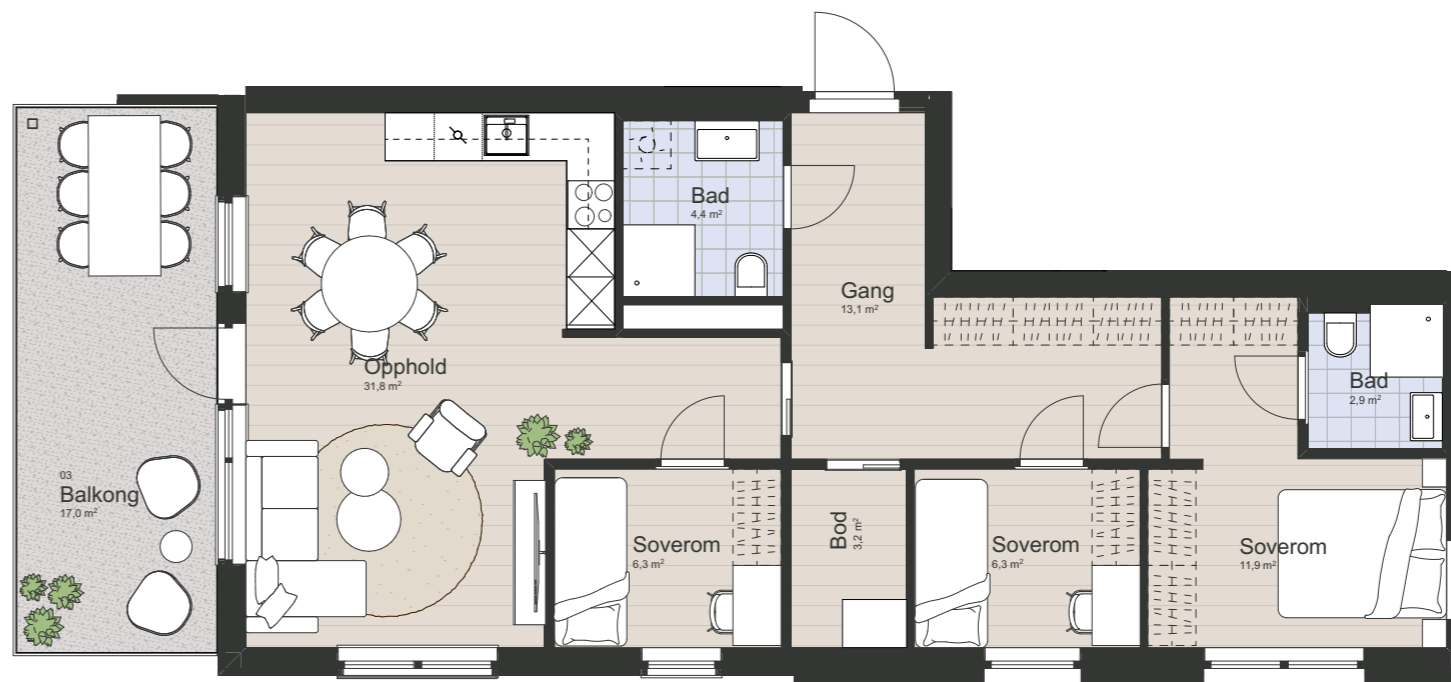 Bad
4,4 m²
Gang
13,1 m²
Opphold
31,8 m²
Bad
2,9 m²
03
Balkong
17,0 m²
Soverom
6,3 m²
Bod
3,2 m²
Soverom
6,3 m²
Soverom
11,9 m²